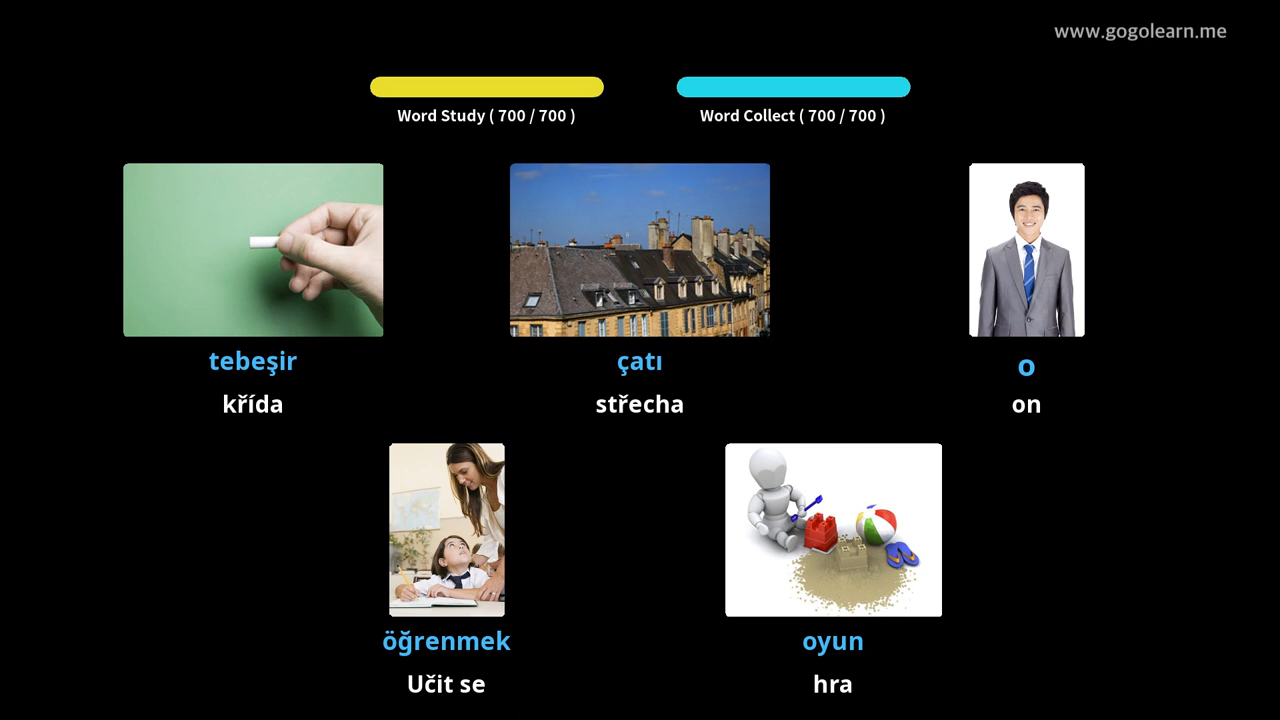 www.gogolearn.me
Word Study ( 700 / 700 )
Word Collect ( 700 / 700 )
tebeşir
křída
çatı
střecha
o
on
öğrenmek
Učit se
oyun
hra